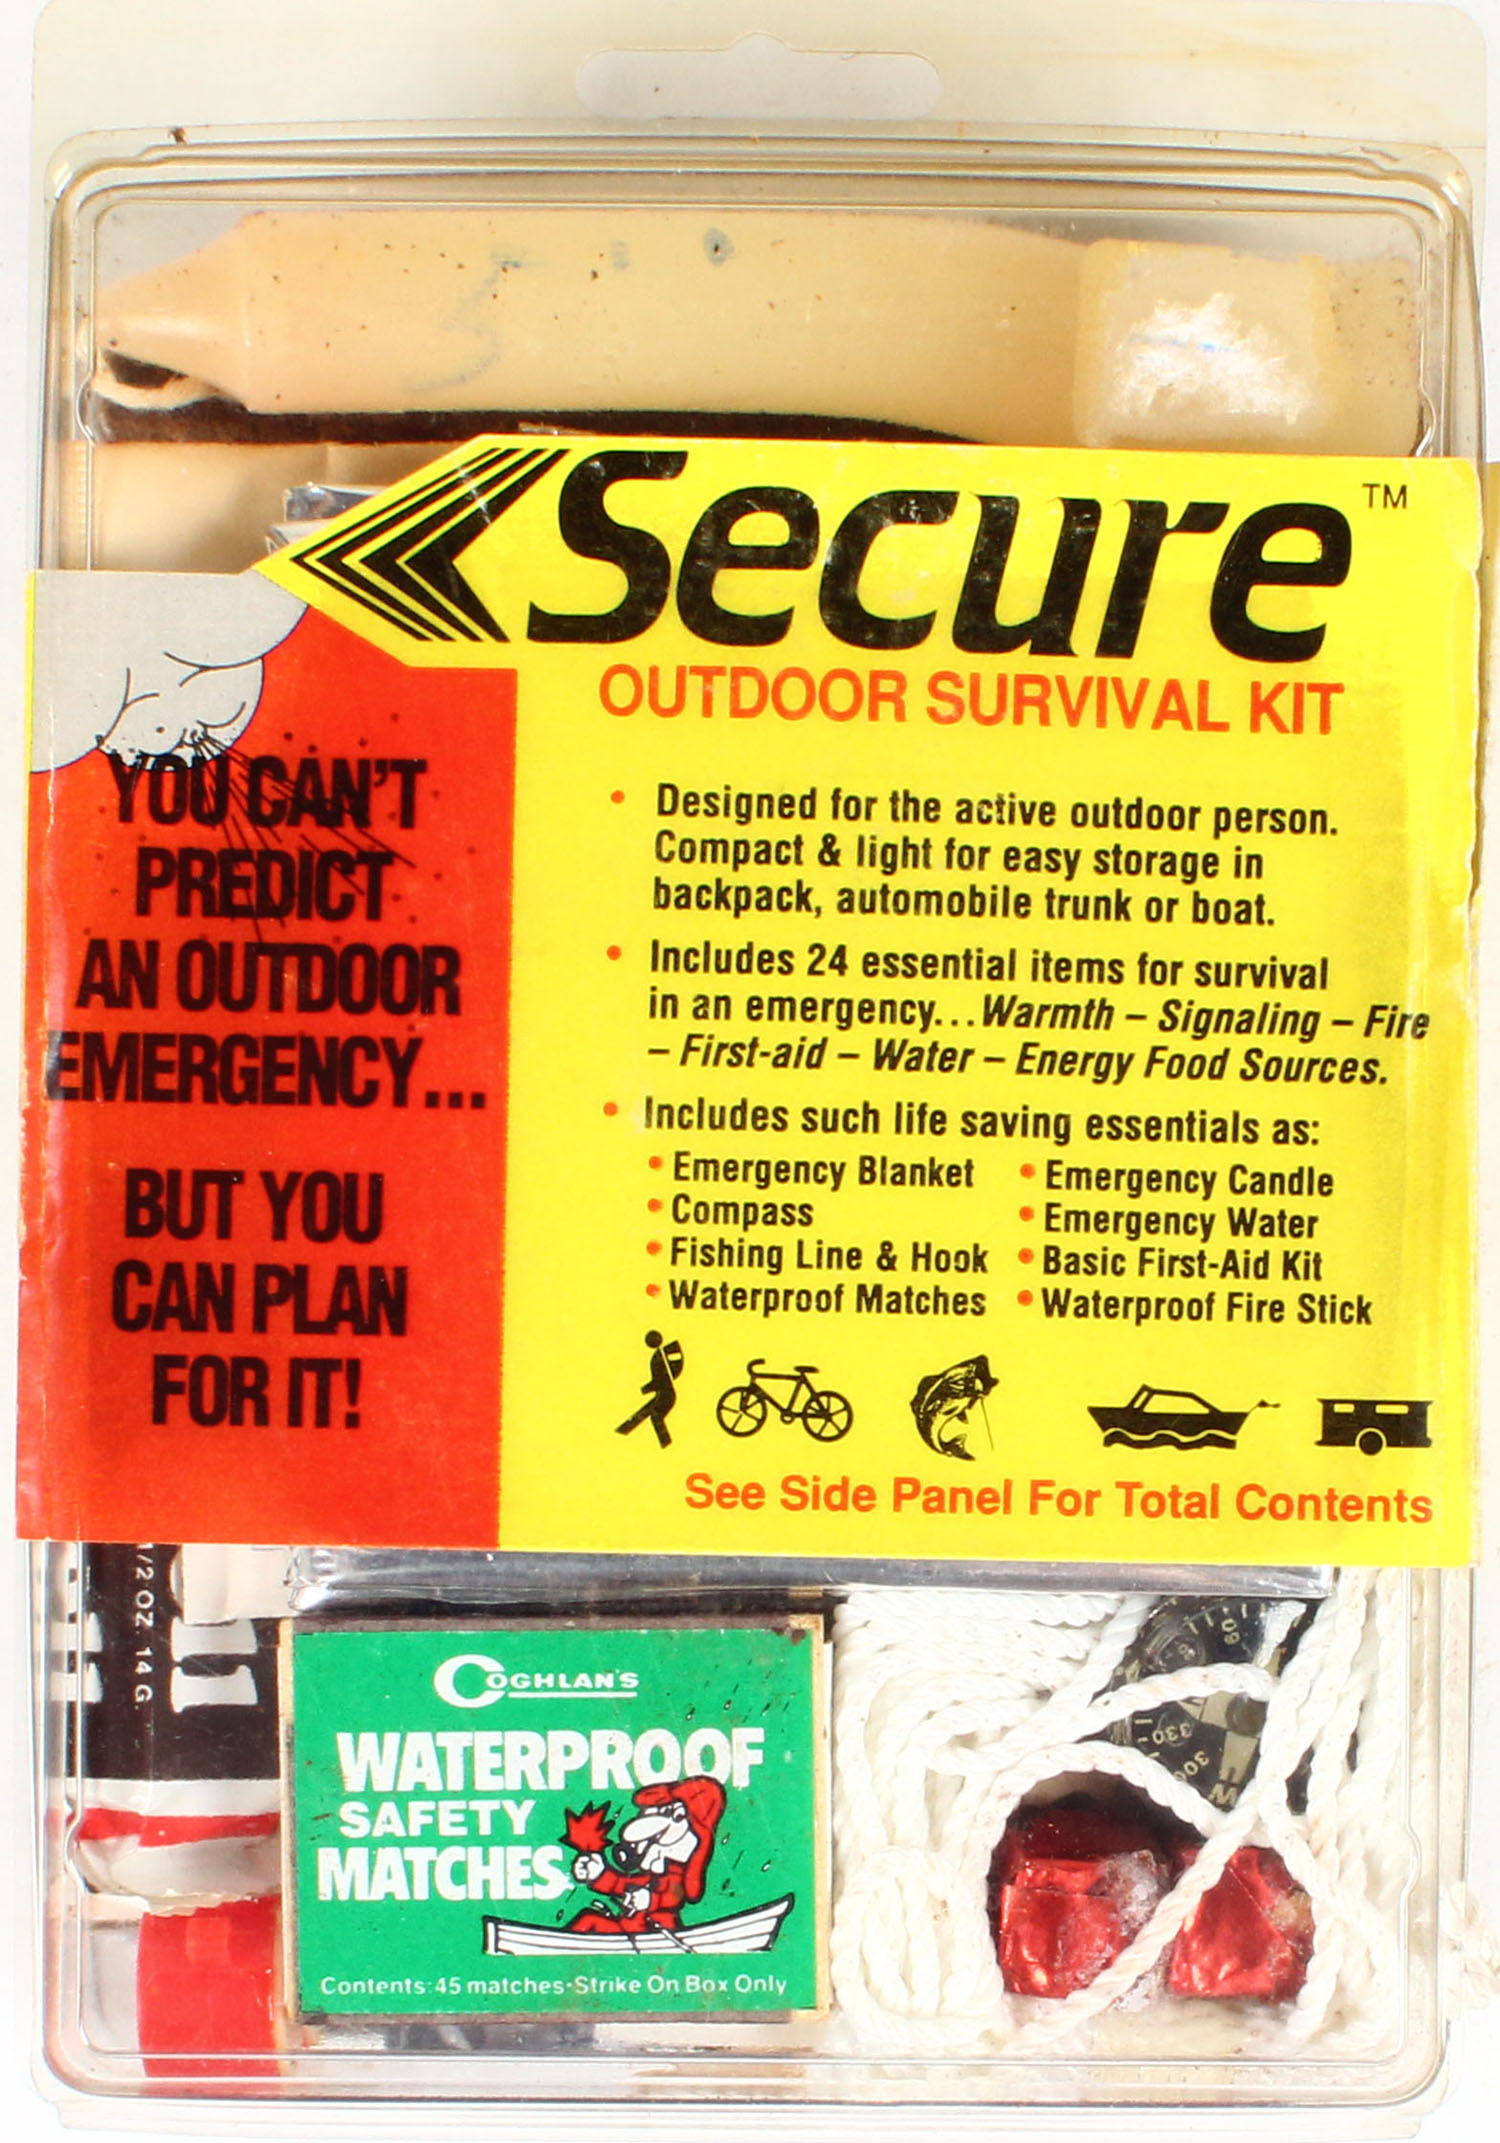 Secure™
OUTDOOR SURVIVAL KIT
YOU CAN'T
PREDICT
AN OUTDOOR
EMERGENCY...
BUT YOU
CAN PLAN
FOR IT!
• Designed for the active outdoor person.
Compact & light for easy storage in
backpack, automobile trunk or boat.
• Includes 24 essential items for survival
in an emergency...Warmth – Signaling – Fire
– First-aid – Water – Energy Food Sources.
• Includes such life saving essentials as:
• Emergency Blanket
• Compass
• Fishing Line & Hook
• Waterproof Matches
• Emergency Candle
• Emergency Water
• Basic First-Aid Kit
• Waterproof Fire Stick
See Side Panel For Total Contents
1/2 OZ. 14 G.
COGHLAN'S
WATERPROOF
SAFETY
MATCHES
Contents: 45 matches-Strike On Box Only
60
330
300
W